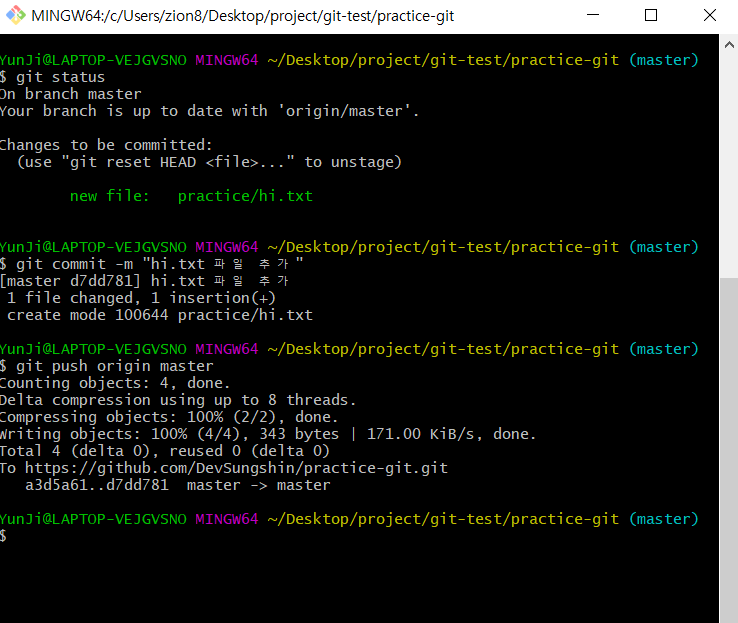 MINGW64:/c/Users/zion8/Desktop/project/git-test/practice-git
YunJi@LAPTOP-VEJGVSNO MINGW64 ~/Desktop/project/git-test/practice-git (master)
$ git status
On branch master
Your branch is up to date with 'origin/master'.
Changes to be committed:
  (use "git reset HEAD <file>..." to unstage)
        new file:   practice/hi.txt
YunJi@LAPTOP-VEJGVSNO MINGW64 ~/Desktop/project/git-test/practice-git (master)
$ git commit -m "hi.txt 파일 추가"
[master d7dd781] hi.txt 파일 추가
 1 file changed, 1 insertion(+)
 create mode 100644 practice/hi.txt
YunJi@LAPTOP-VEJGVSNO MINGW64 ~/Desktop/project/git-test/practice-git (master)
$ git push origin master
Counting objects: 4, done.
Delta compression using up to 8 threads.
Compressing objects: 100% (2/2), done.
Writing objects: 100% (4/4), 343 bytes | 171.00 KiB/s, done.
Total 4 (delta 0), reused 0 (delta 0)
To https://github.com/DevSungshin/practice-git.git
   a3d5a61..d7dd781  master -> master
YunJi@LAPTOP-VEJGVSNO MINGW64 ~/Desktop/project/git-test/practice-git (master)
$